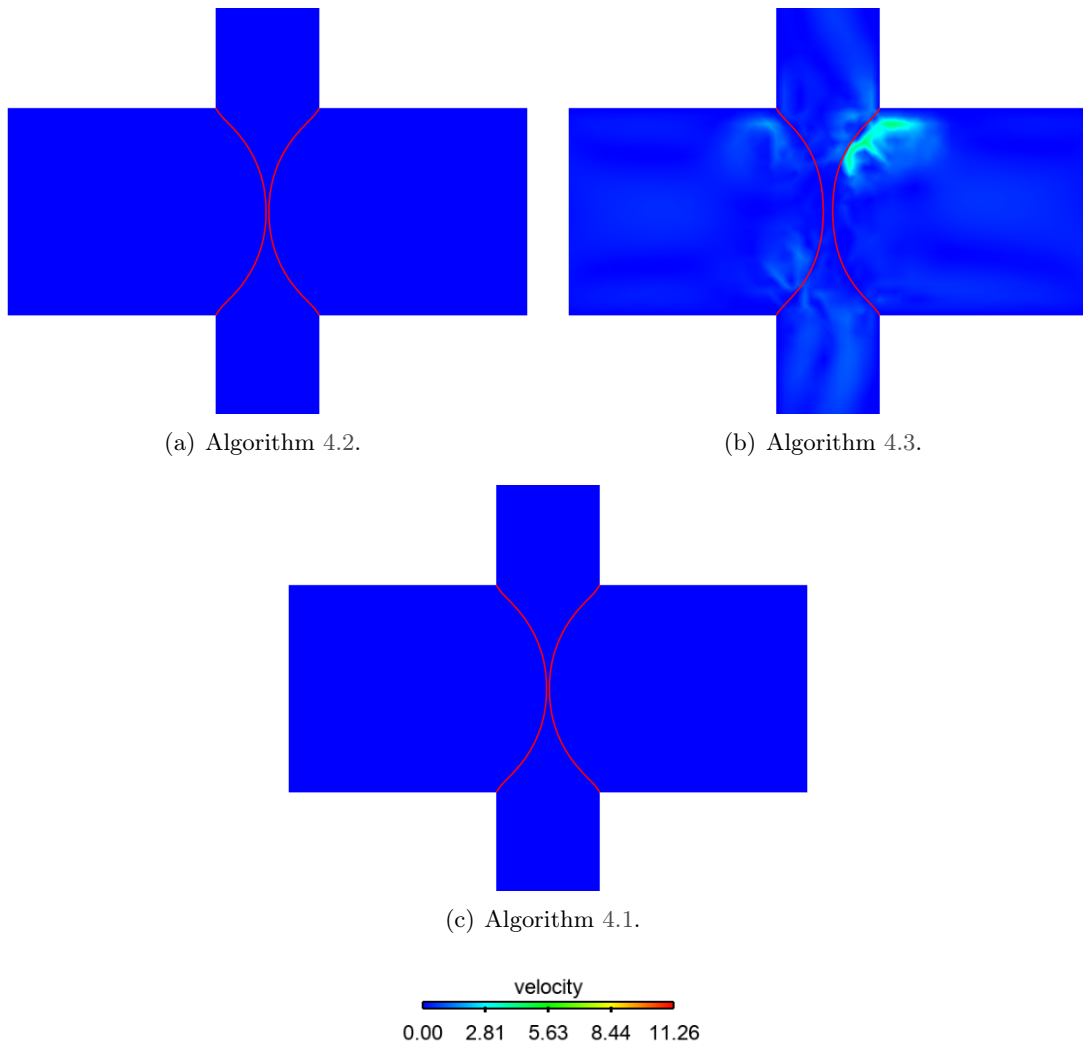 (a) Algorithm 4.2.
(b) Algorithm 4.3.
(c) Algorithm 4.1.
velocity
0.00 2.81 5.63 8.44 11.26